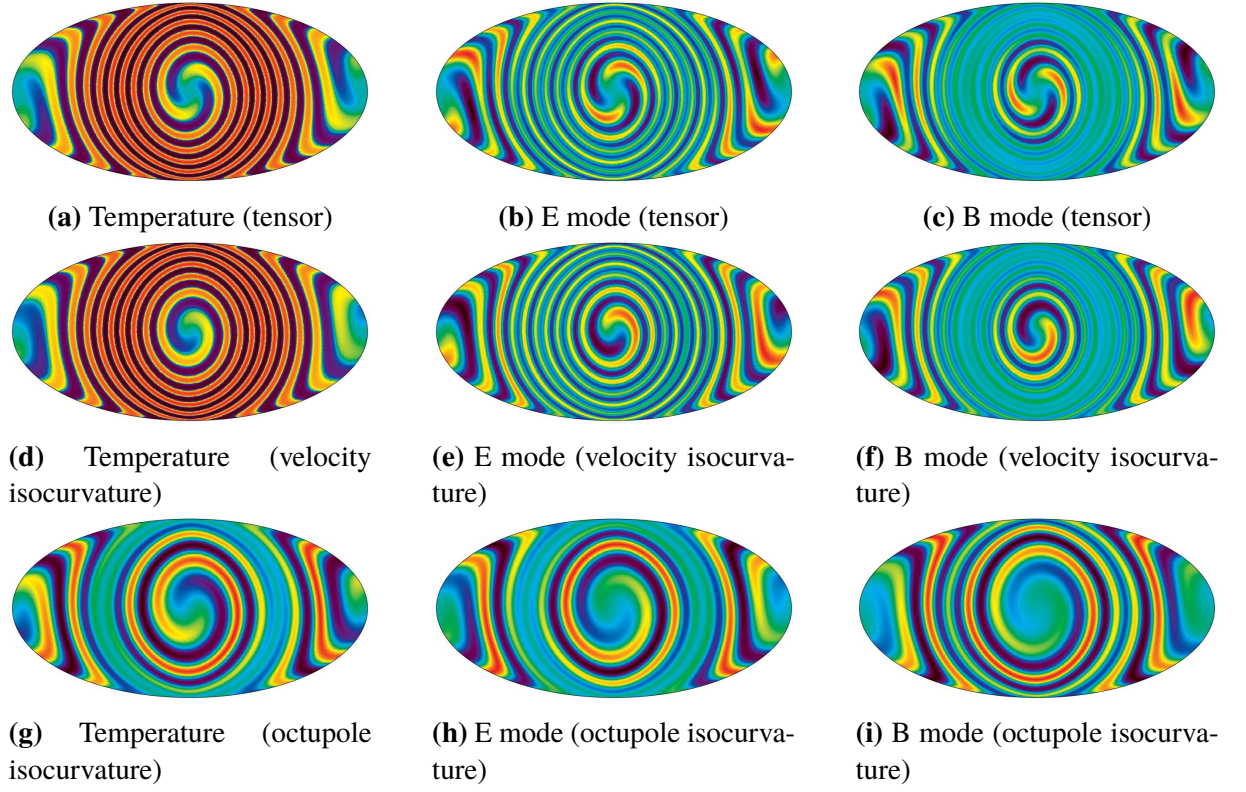 (a) Temperature (tensor)
(b) E mode (tensor)
(c) B mode (tensor)
(d) Temperature (velocity
isocurvature)
(e) E mode (velocity isocurva-
ture)
(f) B mode (velocity isocurva-
ture)
(g) Temperature (octupole
isocurvature)
(h) E mode (octupole isocurva-
ture)
(i) B mode (octupole isocurva-
ture)